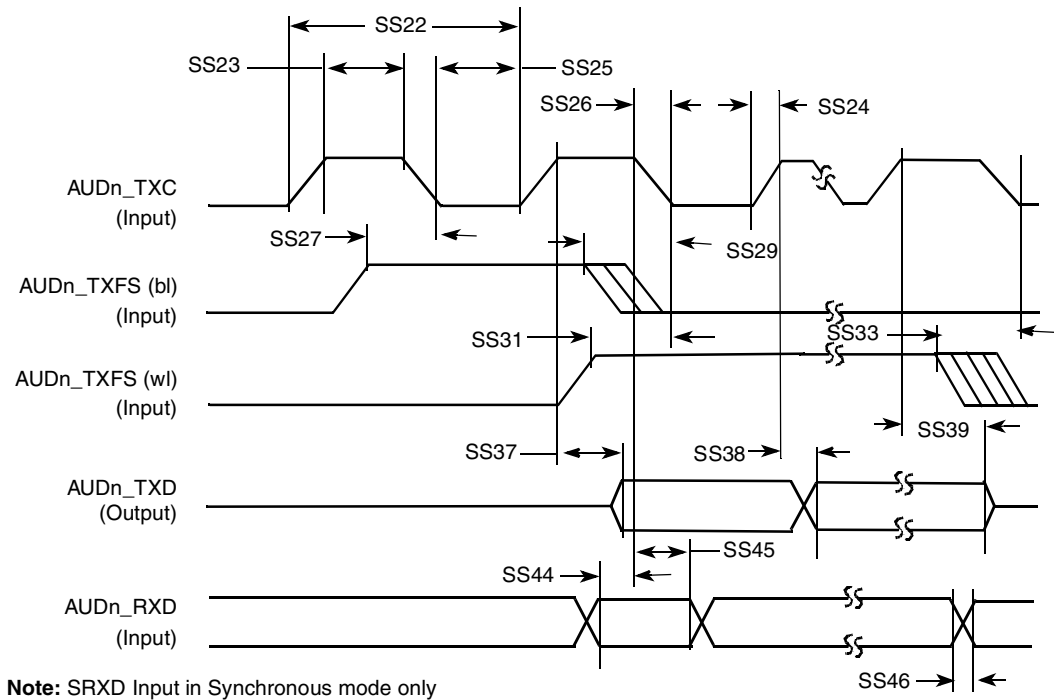 SS22
SS23
SS25
SS26
SS24
AUDn_TXC
(Input)
SS27
SS29
AUDn_TXFS (bl)
(Input)
SS31
SS33
AUDn_TXFS (wl)
(Input)
SS39
SS37
SS38
AUDn_TXD
(Output)
SS45
SS44
AUDn_RXD
(Input)
SS46
Note: SRXD Input in Synchronous mode only